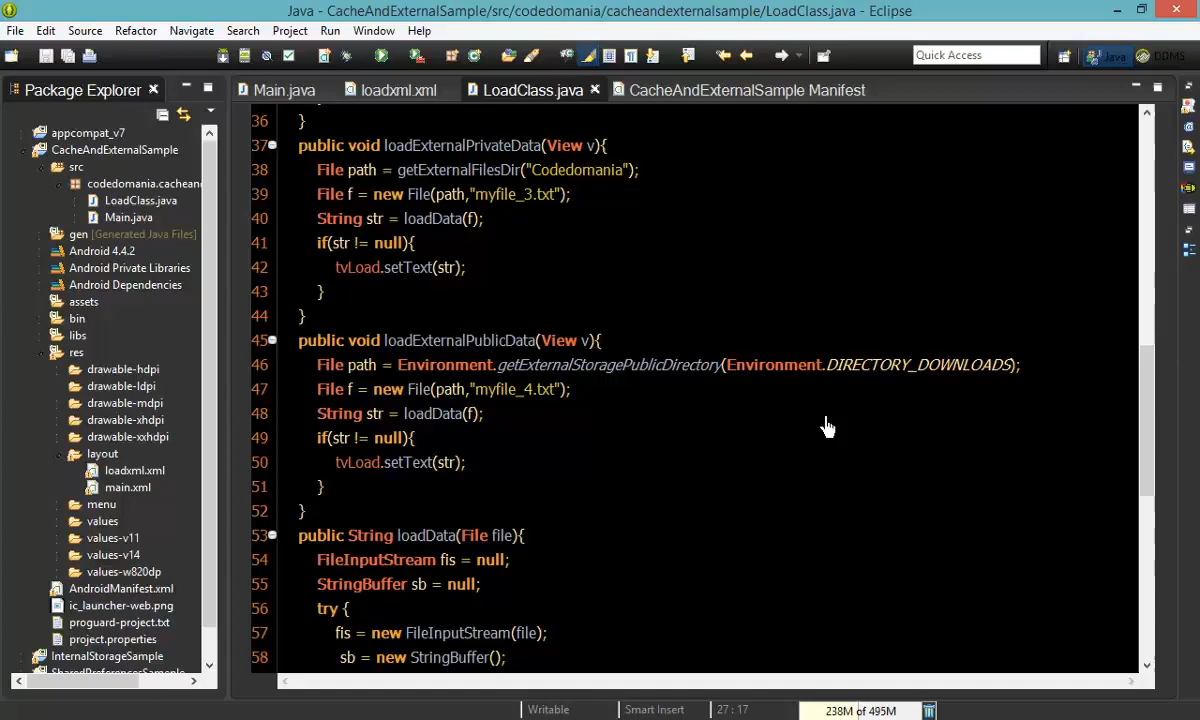 Java - CacheAndExternalSample/src/codedomania/cacheandexternalsample/LoadClass.java - Eclipse
File Edit Source Refactor Navigate Search Project Run Window Help
Quick Access
Java
DDMS
Package Explorer
Main.java
loadxml.xml
LoadClass.java
CacheAndExternalSample Manifest
appcompat_v7
CacheAndExternalSample
src
codedomania.cachean
LoadClass.java
Main.java
gen [Generated Java Files]
Android 4.4.2
Android Private Libraries
Android Dependencies
assets
bin
libs
res
drawable-hdpi
drawable-ldpi
drawable-mdpi
drawable-xhdpi
drawable-xxhdpi
layout
loadxml.xml
main.xml
menu
values
values-v11
values-v14
values-w820dp
AndroidManifest.xml
ic_launcher-web.png
proguard-project.txt
project.properties
InternalStorageSample
36 }
37 public void loadExternalPrivateData(View v){
38 File path = getExternalFilesDir("Codedomania");
39 File f = new File(path,"myfile_3.txt");
40 String str = loadData(f);
41 if(str != null){
42 tvLoad.setText(str);
43 }
44 }
45 public void loadExternalPublicData(View v){
46 File path = Environment.getExternalStoragePublicDirectory(Environment.DIRECTORY_DOWNLOADS);
47 File f = new File(path,"myfile_4.txt");
48 String str = loadData(f);
49 if(str != null){
50 tvLoad.setText(str);
51 }
52 }
53 public String loadData(File file){
54 FileInputStream fis = null;
55 StringBuffer sb = null;
56 try {
57 fis = new FileInputStream(file);
58 sb = new StringBuffer();
Writable
Smart Insert
27 : 17
238M of 495M